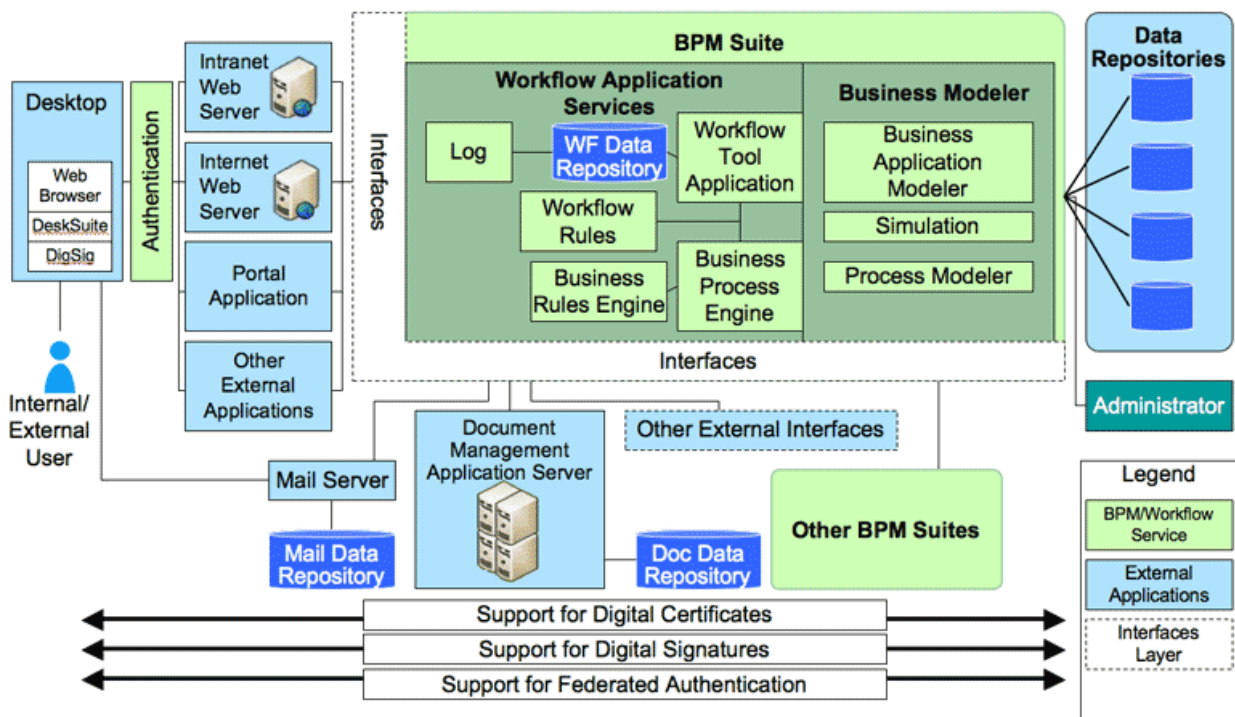 Desktop
Web
Browser
DeskSuite
DigSig
Internal/
External
User
Authentication
Intranet
Web
Server
Internet
Web
Server
Portal
Application
Other
External
Applications
Interfaces
BPM Suite
Workflow Application
Services
Log
WF Data
Repository
Workflow
Tool
Application
Workflow
Rules
Business
Rules Engine
Business
Process
Engine
Business Modeler
Business
Application
Modeler
Simulation
Process Modeler
Interfaces
Data
Repositories
Administrator
Mail Server
Mail Data
Repository
Document
Management
Application Server
Doc Data
Repository
Other External Interfaces
Other BPM Suites
Support for Digital Certificates
Support for Digital Signatures
Support for Federated Authentication
Legend
BPM/Workflow
Service
External
Applications
Interfaces
Layer